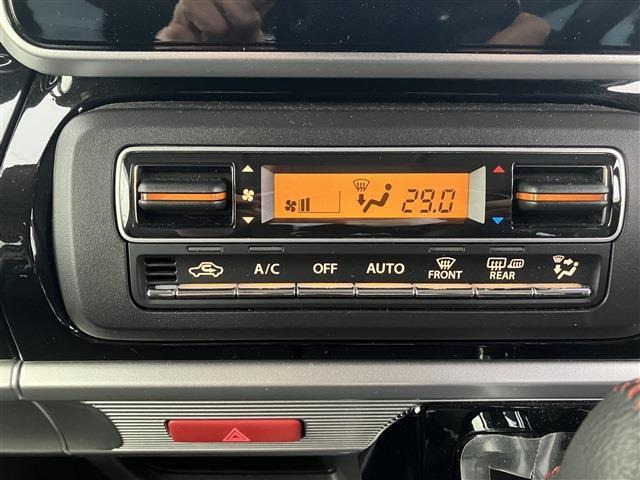 29.0
A/C OFF AUTO FRONT REAR